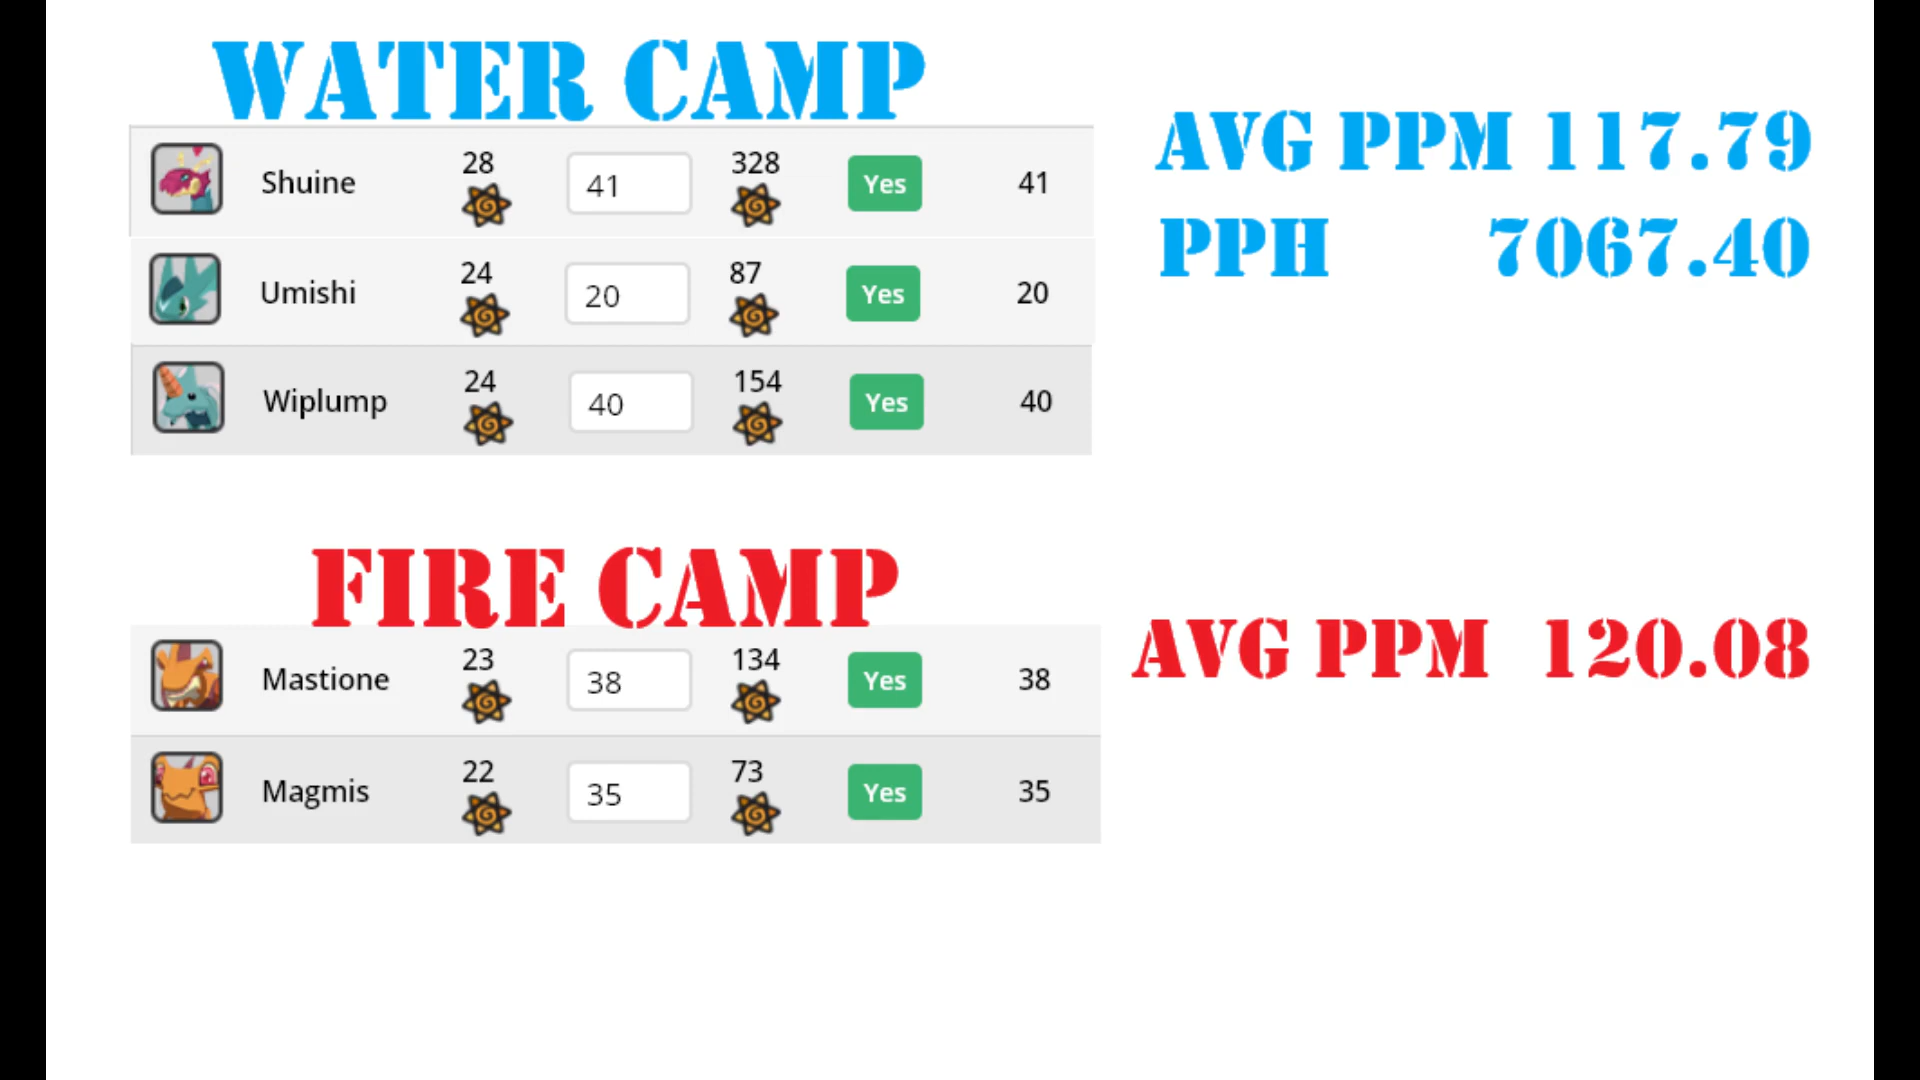 WATER CAMP
AVG PPM 117.79
PPH 7067.40
Shuine 28 41 328 Yes 41
Umishi 24 20 87 Yes 20
Wiplump 24 40 154 Yes 40
FIRE CAMP
AVG PPM 120.08
Mastione 23 38 134 Yes 38
Magmis 22 35 73 Yes 35